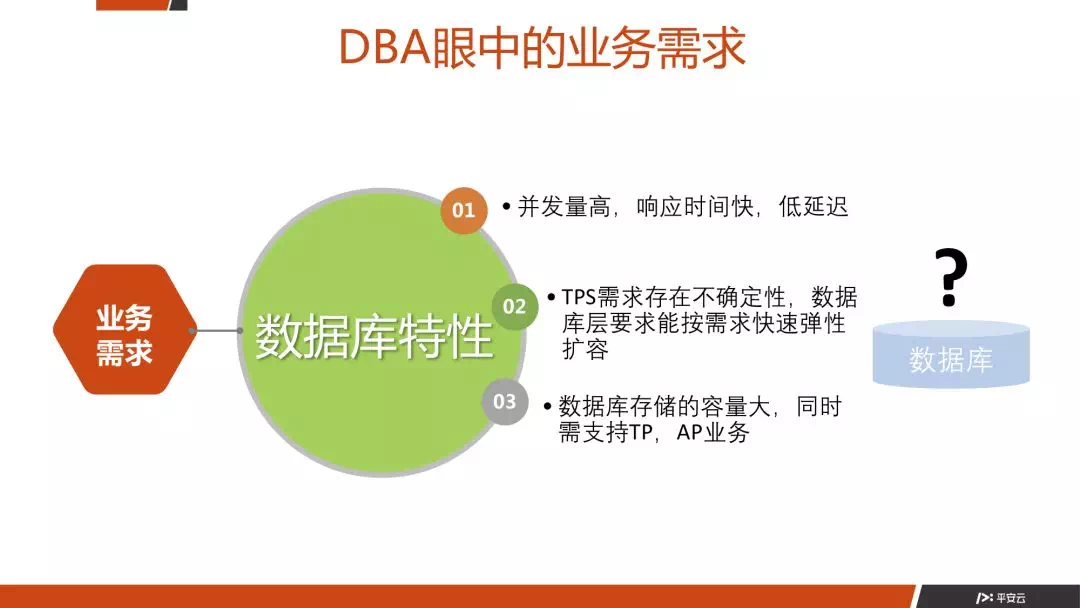 DBA眼中的业务需求
业务
需求
数据库特性
01
• 并发量高，响应时间快，低延迟
02
• TPS需求存在不确定性，数据
库层要求能按需求快速弹性
扩容
03
• 数据库存储的容量大，同时
需支持TP，AP业务
?
数据库
平安云